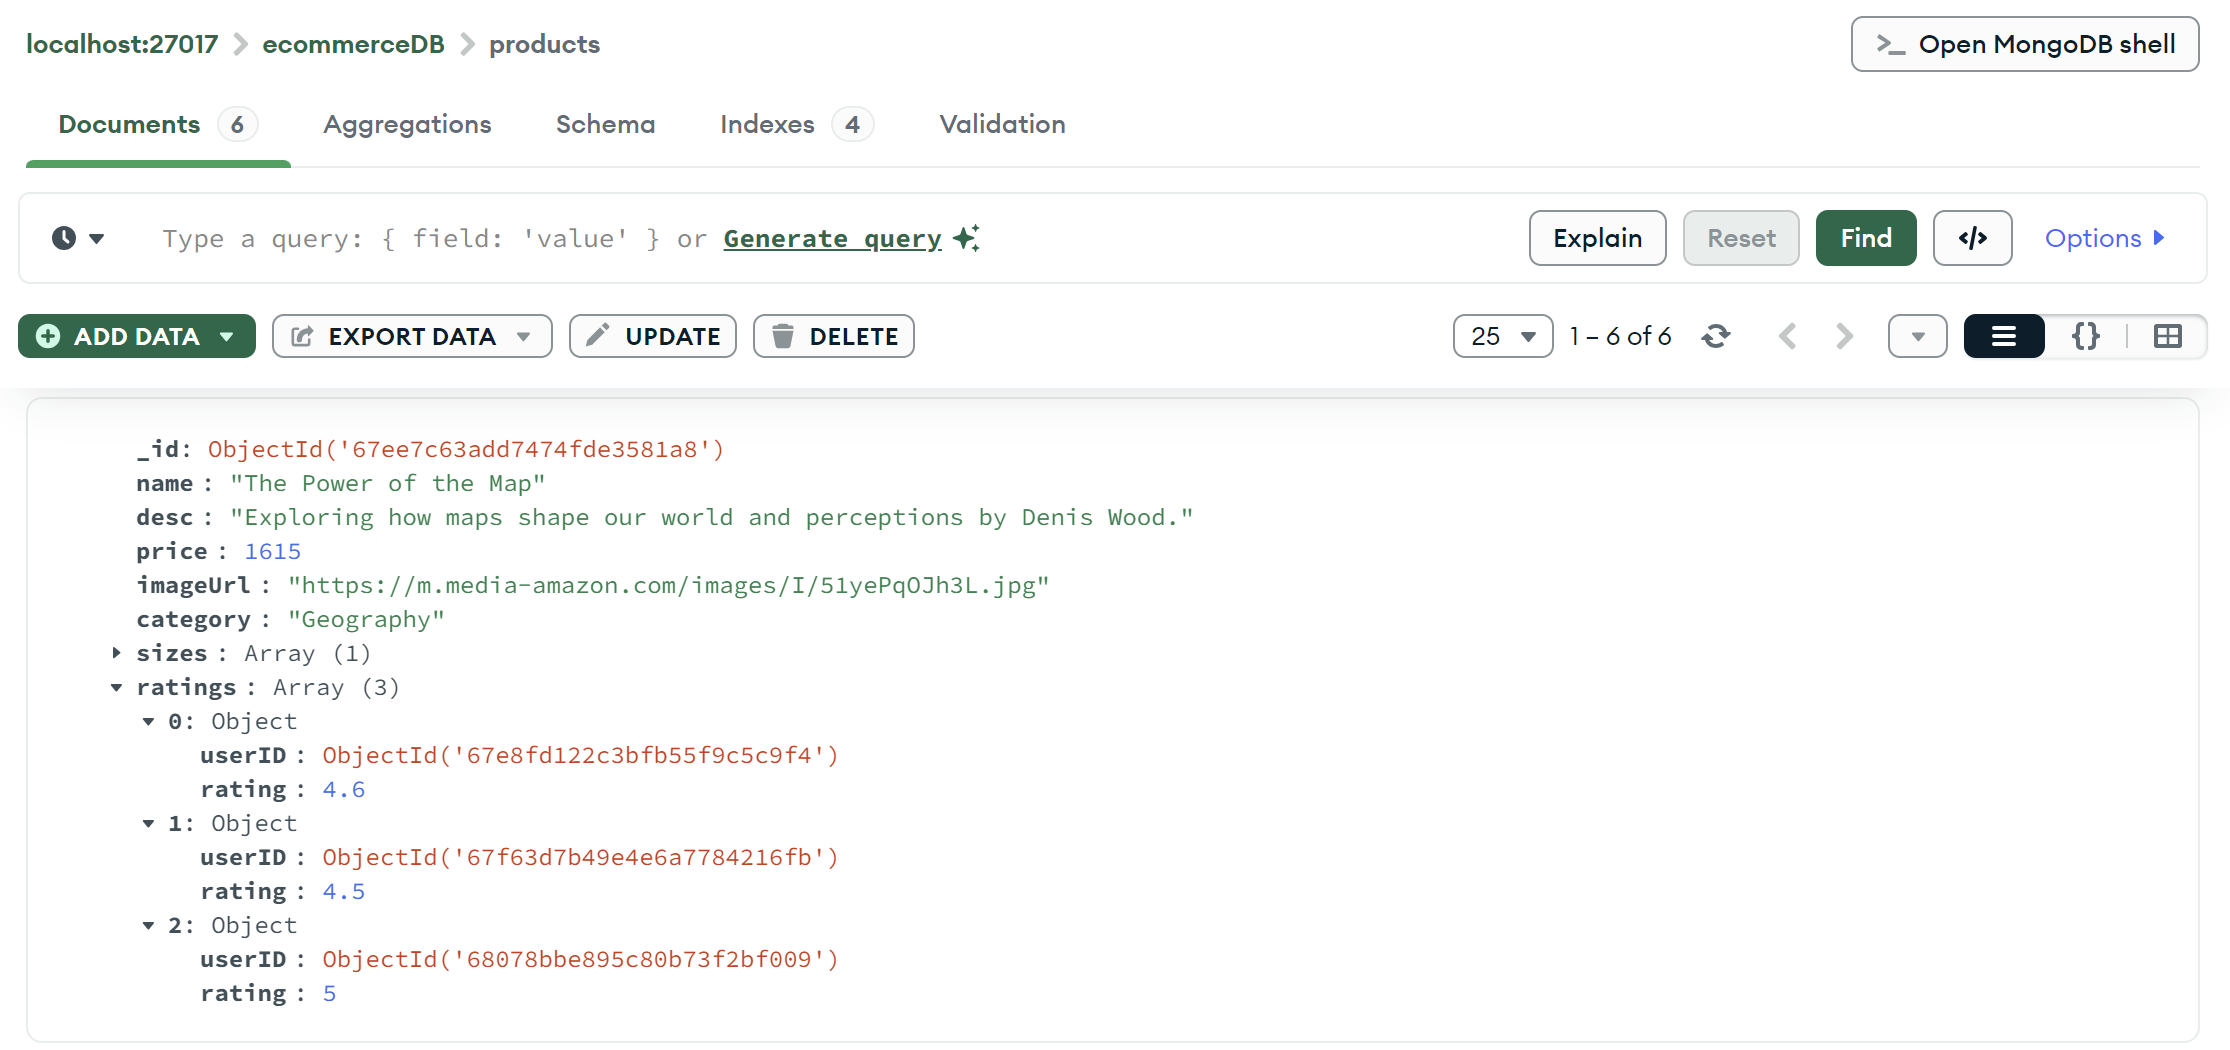 localhost:27017 > ecommerceDB > products
>_ Open MongoDB shell
Documents 6 Aggregations Schema Indexes 4 Validation
Type a query: { field: 'value' } or Generate query
Explain Reset Find </> Options
ADD DATA EXPORT DATA UPDATE DELETE 25 1 – 6 of 6 {}
_id: ObjectId('67ee7c63add7474fde3581a8')
name : "The Power of the Map"
desc : "Exploring how maps shape our world and perceptions by Denis Wood."
price : 1615
imageUrl : "https://m.media-amazon.com/images/I/51yePqOJh3L.jpg"
category : "Geography"
sizes : Array (1)
ratings : Array (3)
0: Object
userID : ObjectId('67e8fd122c3bfb55f9c5c9f4')
rating : 4.6
1: Object
userID : ObjectId('67f63d7b49e4e6a7784216fb')
rating : 4.5
2: Object
userID : ObjectId('68078bbe895c80b73f2bf009')
rating : 5